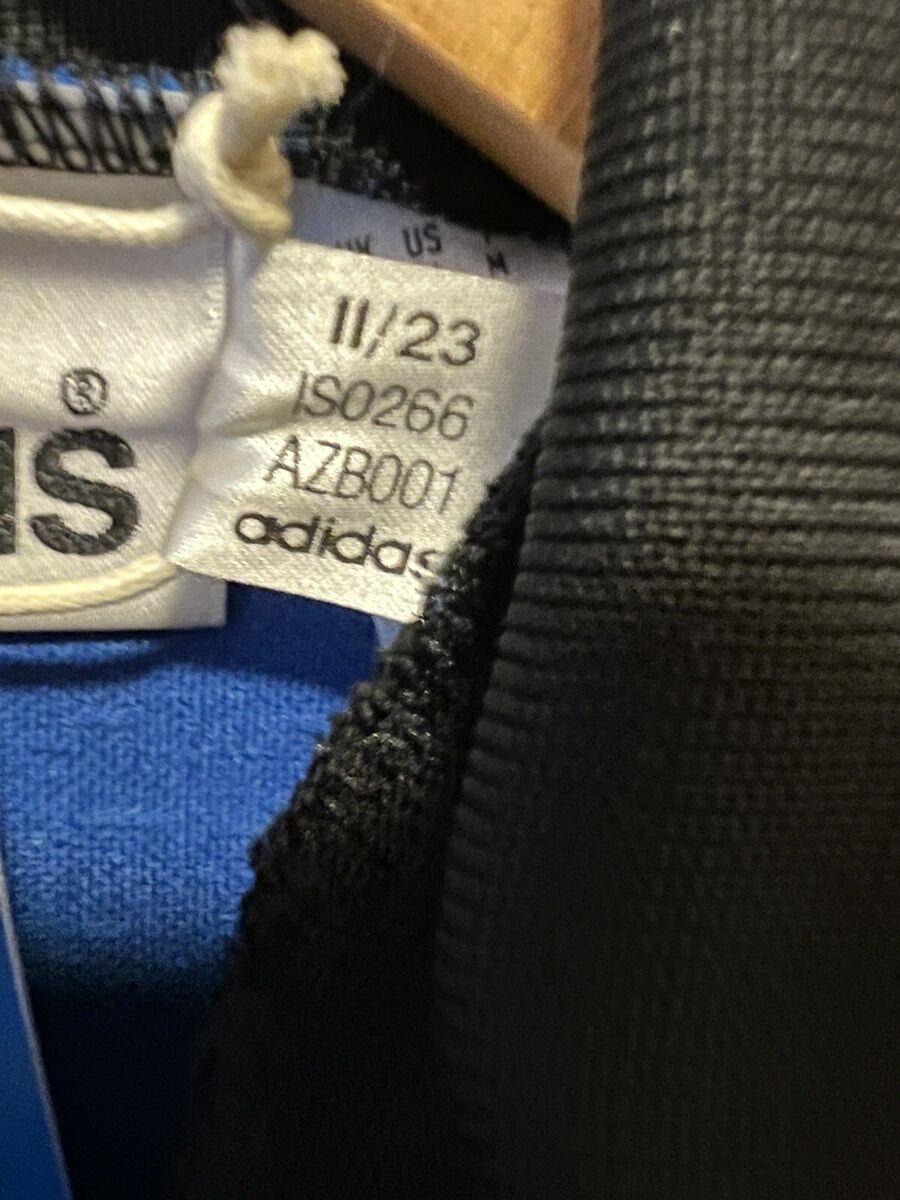 US
M
11/23
IS0266
AZB001
adidas
®